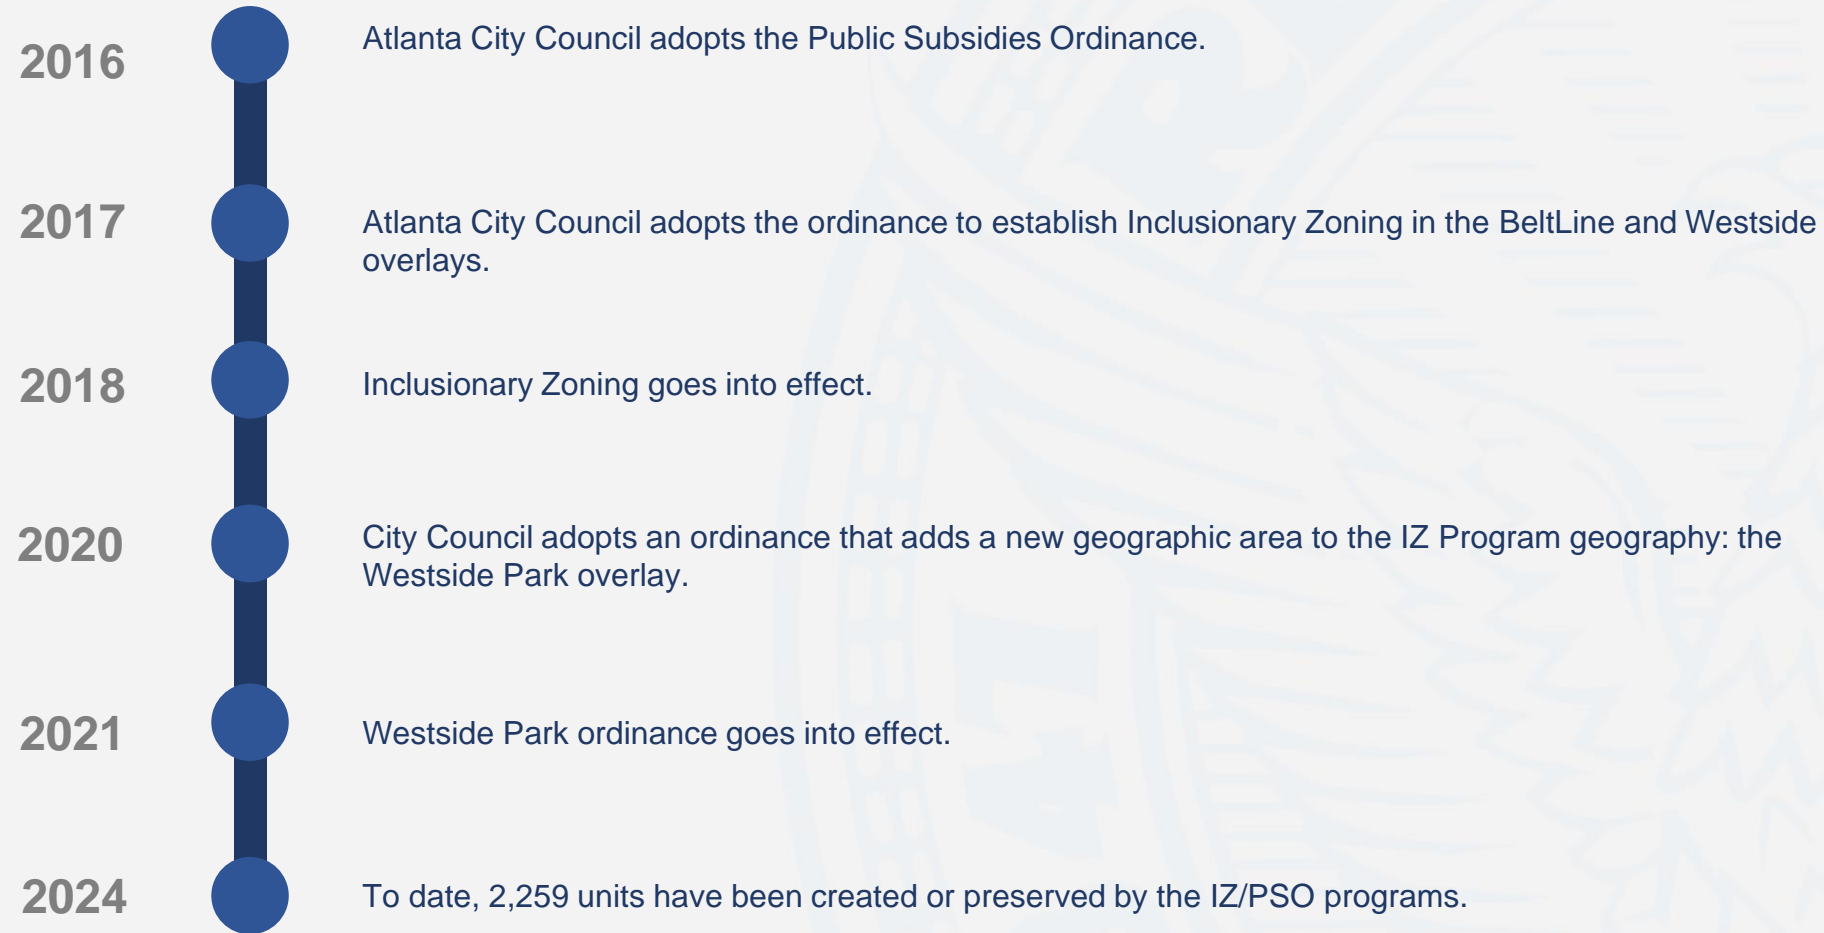 2016
Atlanta City Council adopts the Public Subsidies Ordinance.
2017
Atlanta City Council adopts the ordinance to establish Inclusionary Zoning in the BeltLine and Westside
overlays.
2018
Inclusionary Zoning goes into effect.
2020
City Council adopts an ordinance that adds a new geographic area to the IZ Program geography: the
Westside Park overlay.
2021
Westside Park ordinance goes into effect.
2024
To date, 2,259 units have been created or preserved by the IZ/PSO programs.